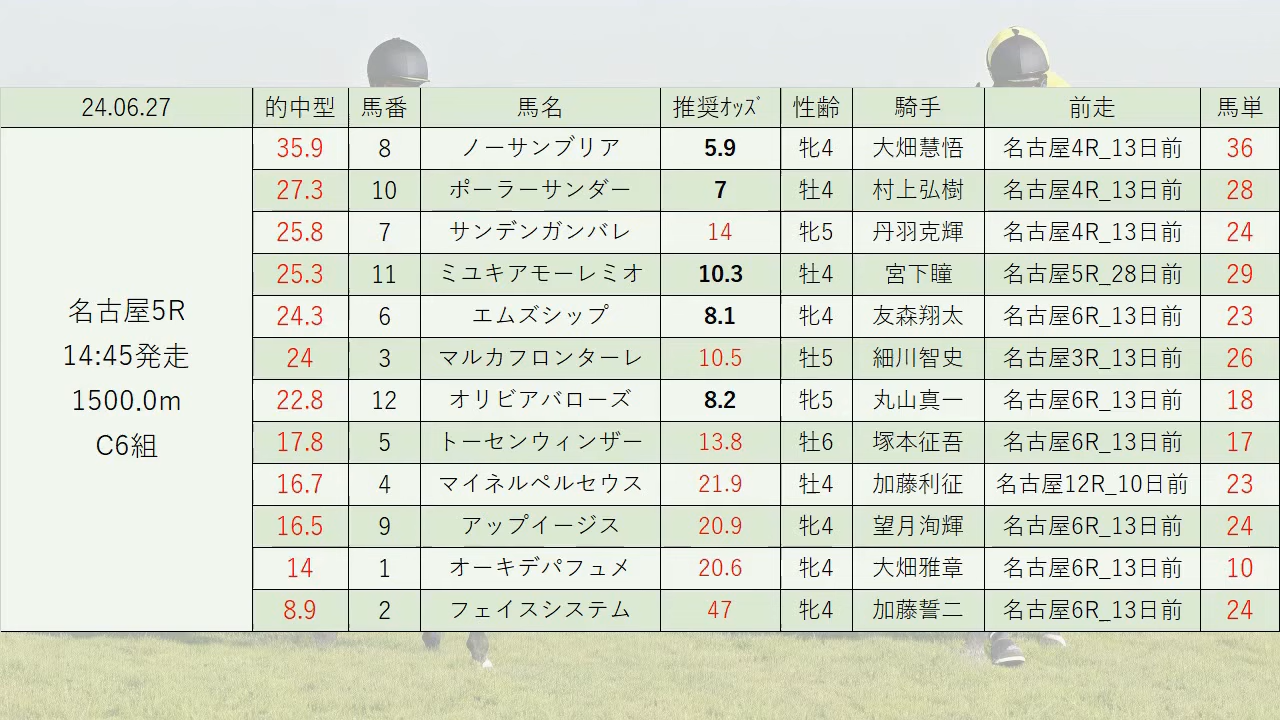 24.06.27 的中型 馬番 馬名 推奨ｵｯｽﾞ 性齢 騎手 前走 馬単
名古屋5R
14:45発走
1500.0m
C6組
35.9 8 ノーサンブリア 5.9 牝4 大畑慧悟 名古屋4R_13日前 36
27.3 10 ポーラーサンダー 7 牡4 村上弘樹 名古屋4R_13日前 28
25.8 7 サンデンガンバレ 14 牝5 丹羽克輝 名古屋4R_13日前 24
25.3 11 ミユキアモーレミオ 10.3 牡4 宮下瞳 名古屋5R_28日前 29
24.3 6 エムズシップ 8.1 牝4 友森翔太 名古屋6R_13日前 23
24 3 マルカフロンターレ 10.5 牡5 細川智史 名古屋3R_13日前 26
22.8 12 オリビアバローズ 8.2 牝5 丸山真一 名古屋6R_13日前 18
17.8 5 トーセンウィンザー 13.8 牡6 塚本征吾 名古屋6R_13日前 17
16.7 4 マイネルペルセウス 21.9 牡4 加藤利征 名古屋12R_10日前 23
16.5 9 アップイージス 20.9 牝4 望月洵輝 名古屋6R_13日前 24
14 1 オーキデパフュメ 20.6 牝4 大畑雅章 名古屋6R_13日前 10
8.9 2 フェイスシステム 47 牝4 加藤誓二 名古屋6R_13日前 24